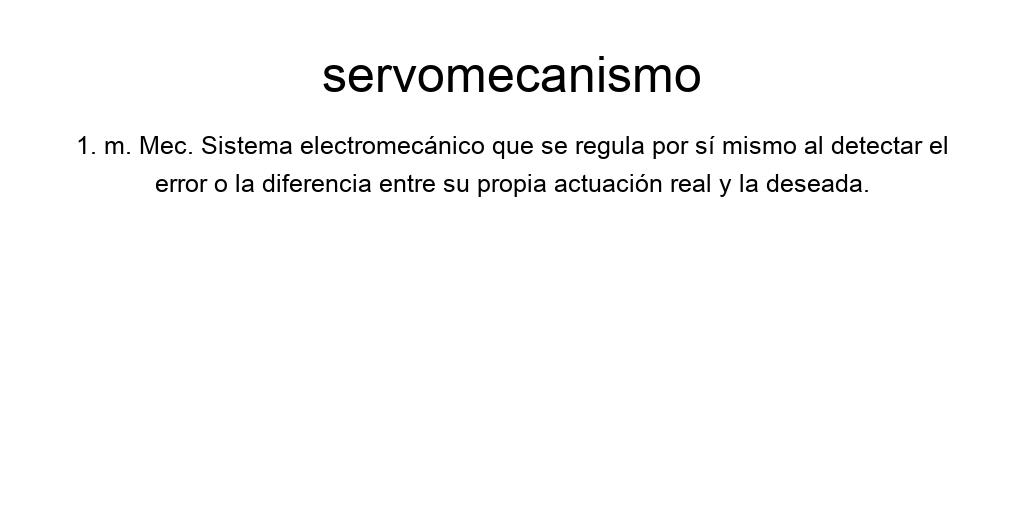 servomecanismo
1. m. Mec. Sistema electromecánico que se regula por sí mismo al detectar el
error o la diferencia entre su propia actuación real y la deseada.